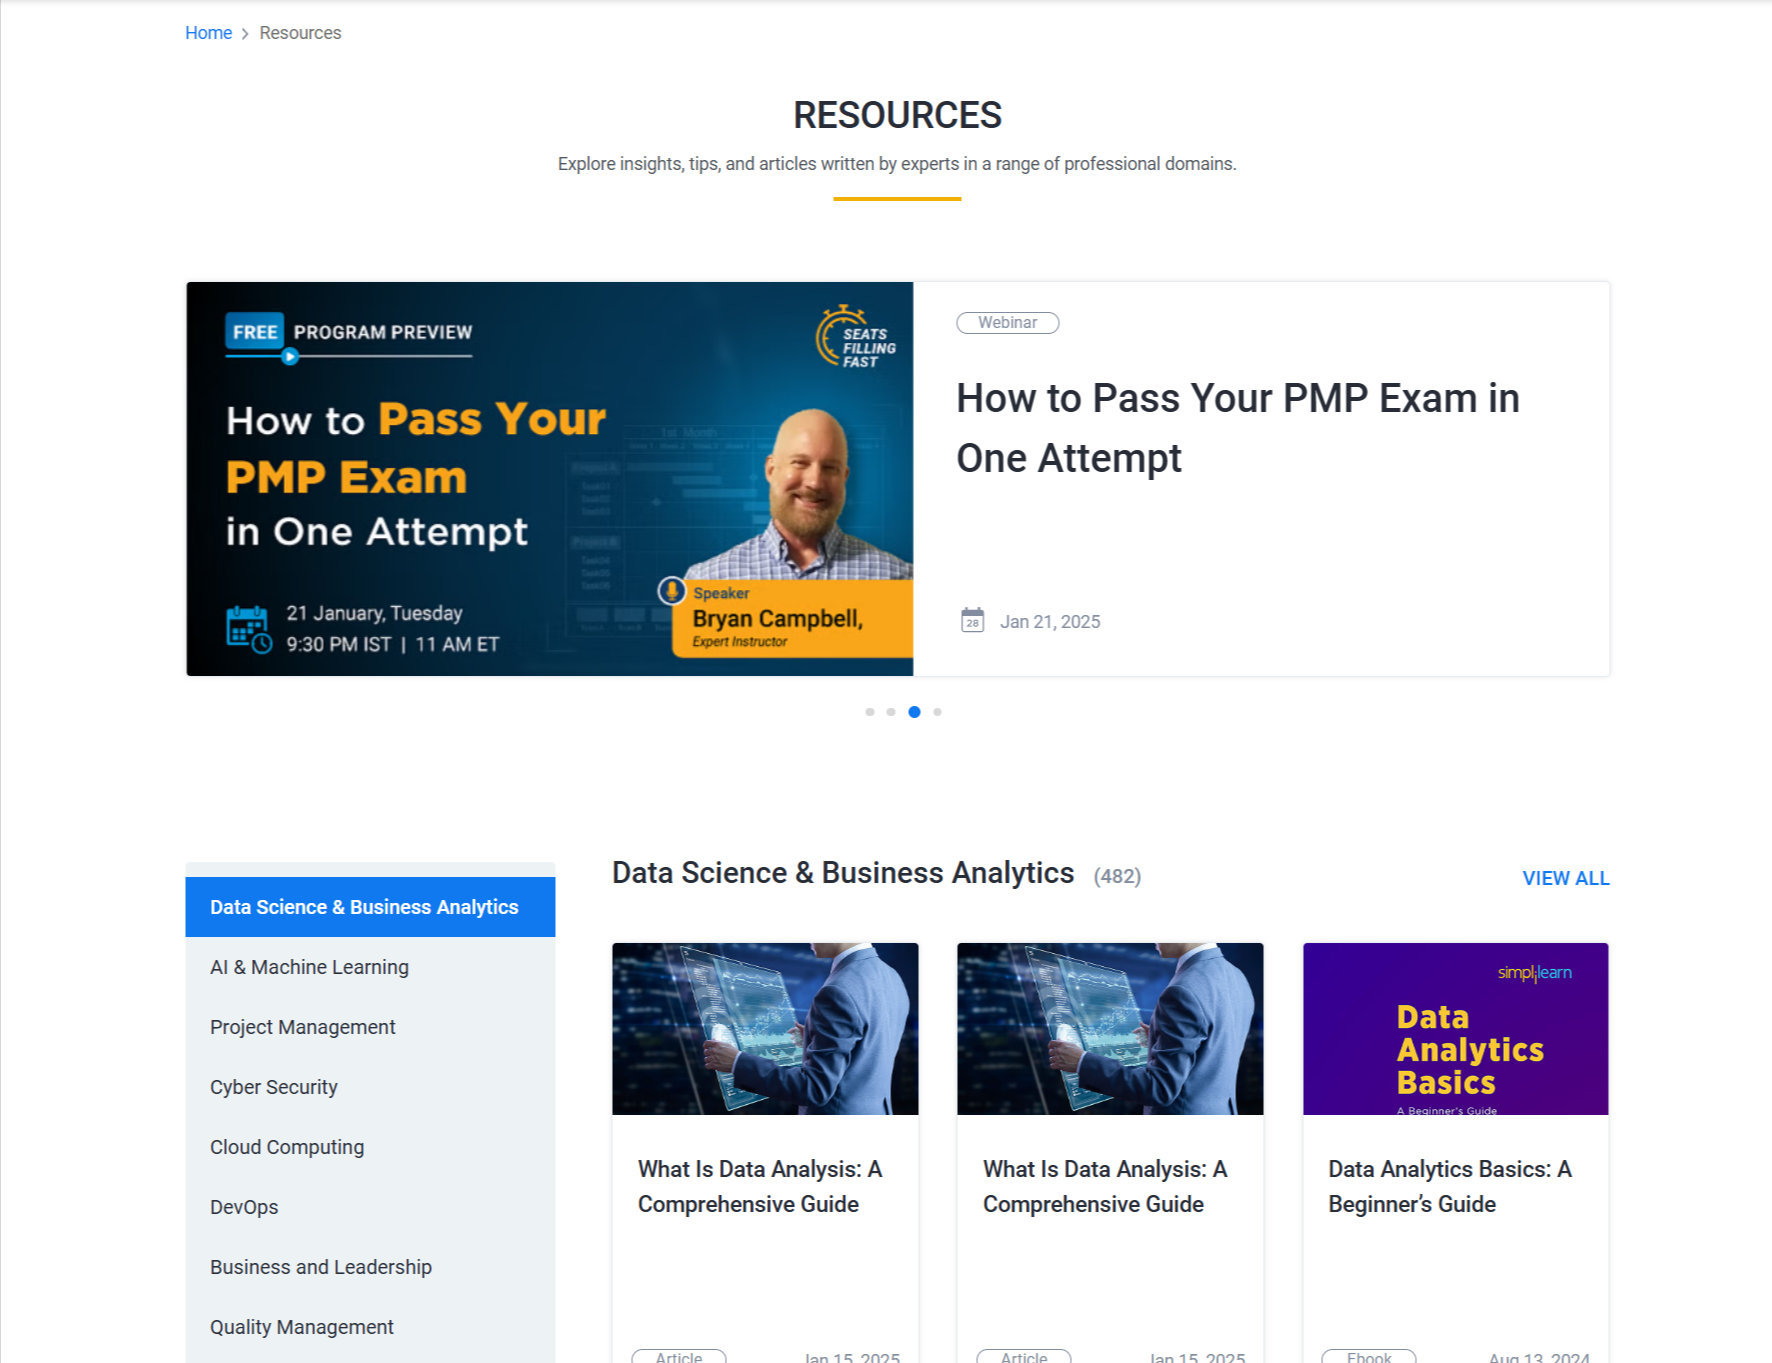 Home > Resources
RESOURCES
Explore insights, tips, and articles written by experts in a range of professional domains.
FREE PROGRAM PREVIEW
SEATS
FILLING
FAST
How to Pass Your
PMP Exam
in One Attempt
1st Month
Speaker
Bryan Campbell,
Expert Instructor
21 January, Tuesday
9:30 PM IST | 11 AM ET
Webinar
How to Pass Your PMP Exam in
One Attempt
28
Jan 21, 2025
Data Science & Business Analytics
AI & Machine Learning
Project Management
Cyber Security
Cloud Computing
DevOps
Business and Leadership
Quality Management
Data Science & Business Analytics (482)
VIEW ALL
What Is Data Analysis: A
Comprehensive Guide
Article Jan 15, 2025
What Is Data Analysis: A
Comprehensive Guide
Article Jan 15, 2025
simplilearn
Data
Analytics
Basics
A Beginner's Guide
Data Analytics Basics: A
Beginner’s Guide
Ebook Aug 13, 2024